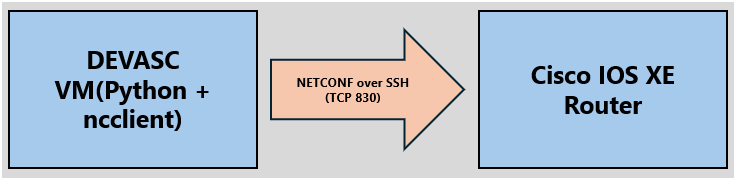 DEVASC
VM(Python +
ncclient)
NETCONF over SSH
(TCP 830)
Cisco IOS XE
Router